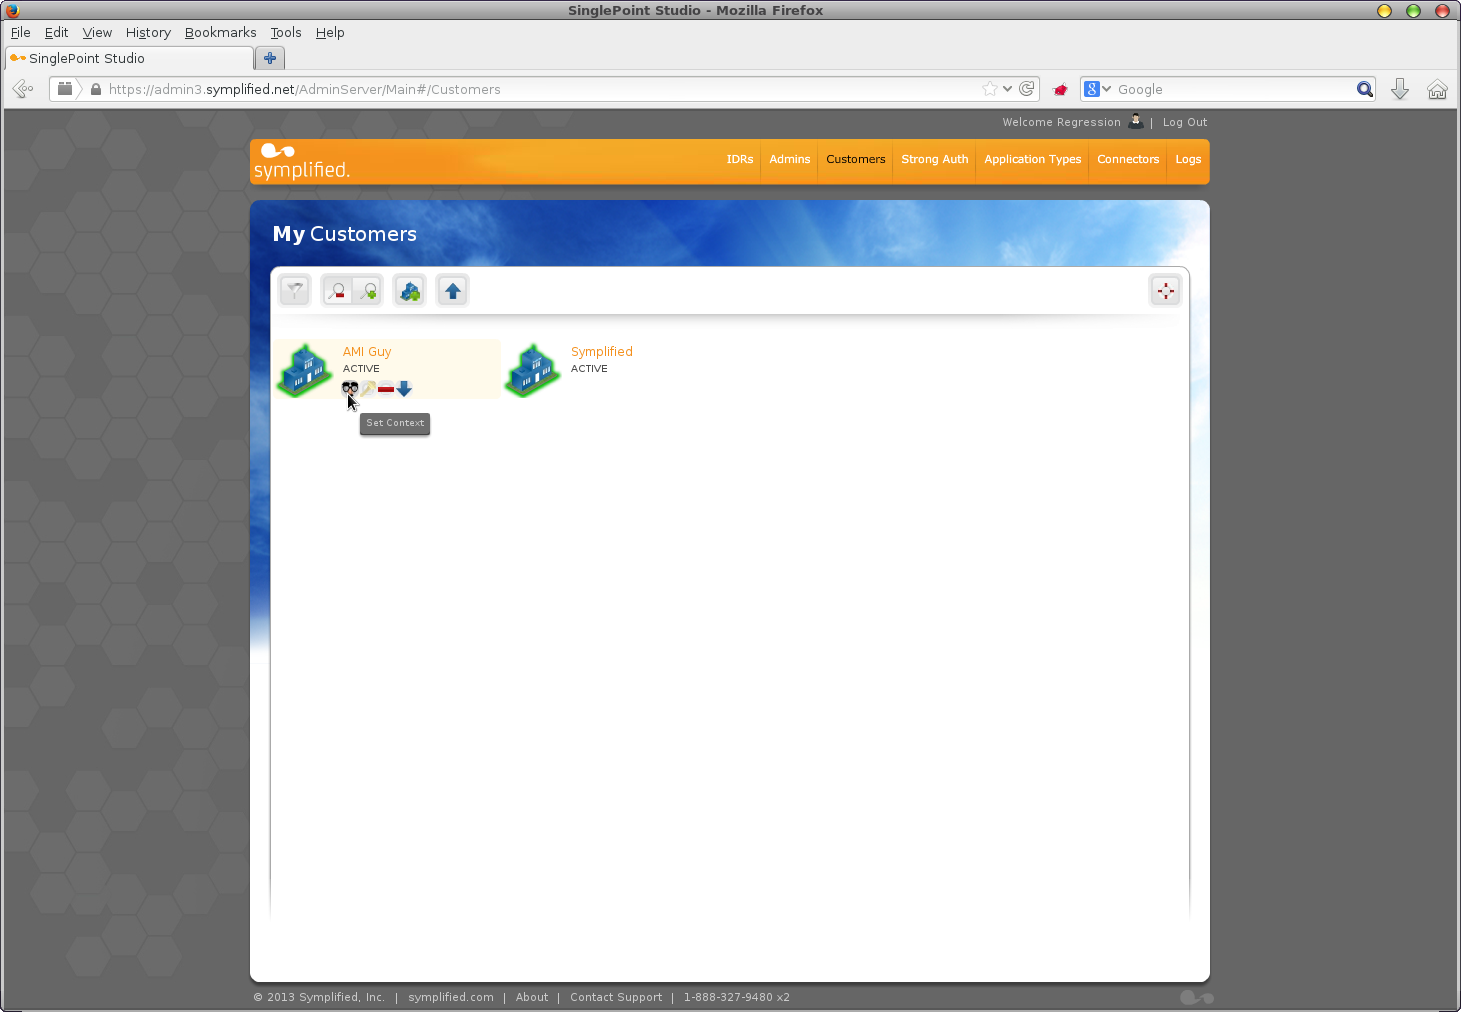 SinglePoint Studio - Mozilla Firefox
File Edit View History Bookmarks Tools Help
SinglePoint Studio
https://admin3.symplified.net/AdminServer/Main#/Customers
8 Google
Welcome Regression | Log Out
symplified.
IDRs Admins Customers Strong Auth Application Types Connectors Logs
My Customers
AMI Guy
ACTIVE
Symplified
ACTIVE
Set Context
© 2013 Symplified, Inc. | symplified.com | About | Contact Support | 1-888-327-9480 x2